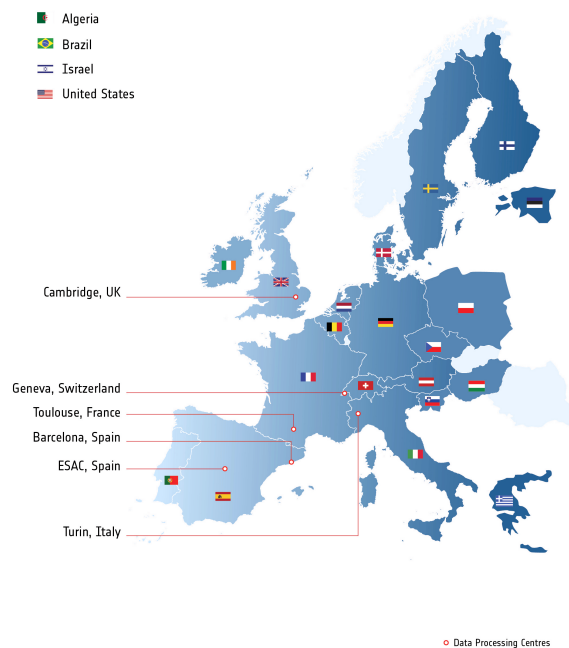 Algeria
Brazil
Israel
United States
Cambridge, UK
Geneva, Switzerland
Toulouse, France
Barcelona, Spain
ESAC, Spain
Turin, Italy
Data Processing Centres